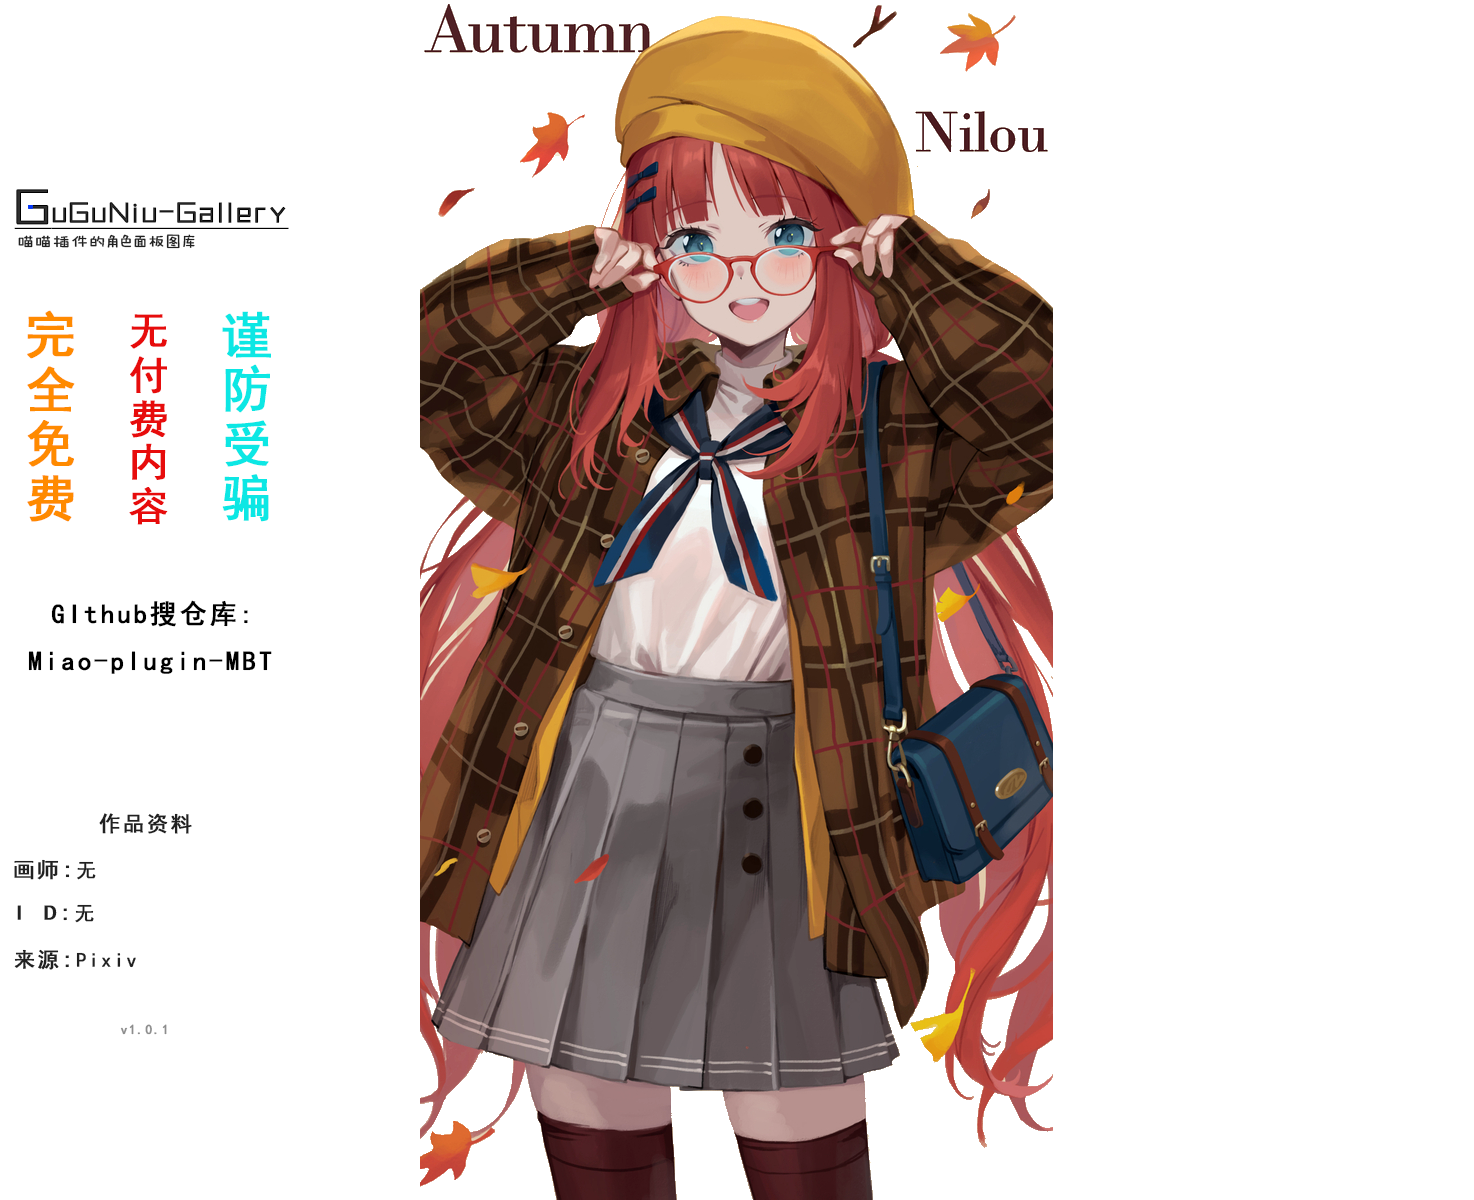 Autumn
Nilou
GuGuNiu-Gallery
喵喵插件的角色面板图库
完全免费
无付费内容
谨防受骗
GIthub搜仓库:
Miao-plugin-MBT
作品资料
画师:无
I D:无
来源:Pixiv
v1.0.1